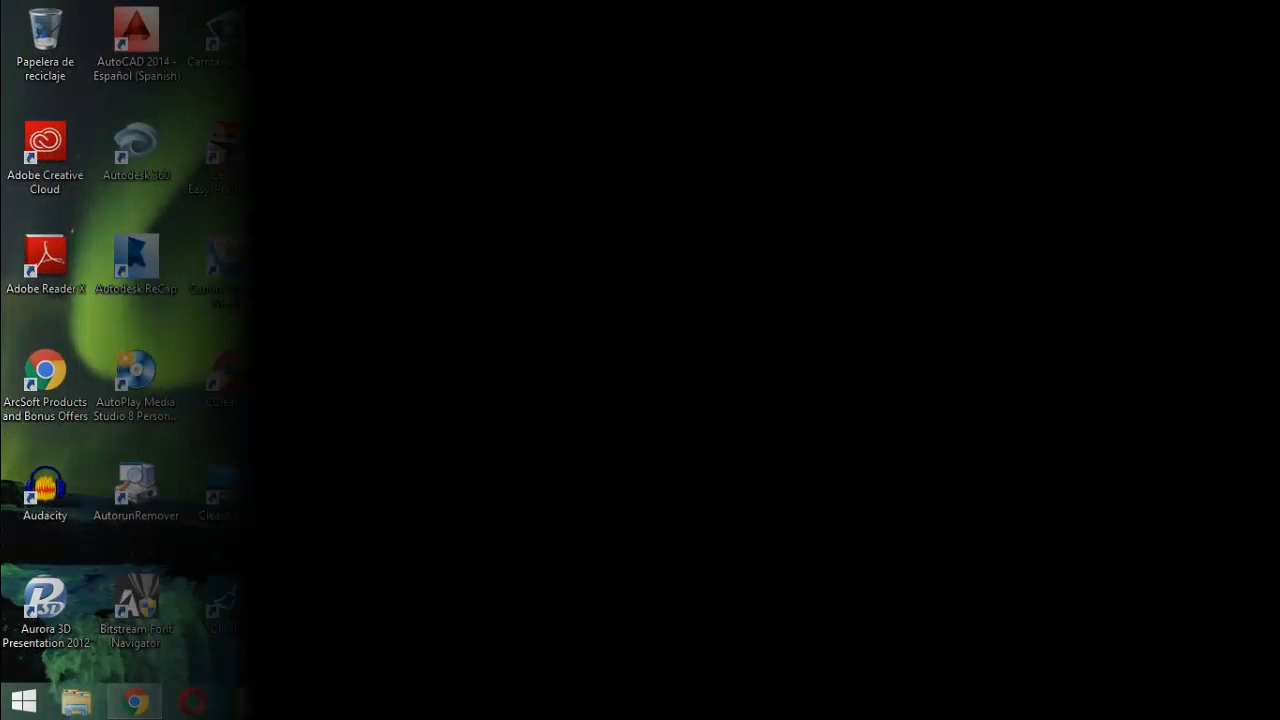 Papelera de
reciclaje
AutoCAD 2014 -
Español (Spanish)
Adobe Creative
Cloud
Autodesk 360
Adobe Reader X
Autodesk ReCap
ArcSoft Products
and Bonus Offers
AutoPlay Media
Studio 8 Person...
Audacity
AutorunRemover
Aurora 3D
Presentation 2012
Bitstream Font
Navigator